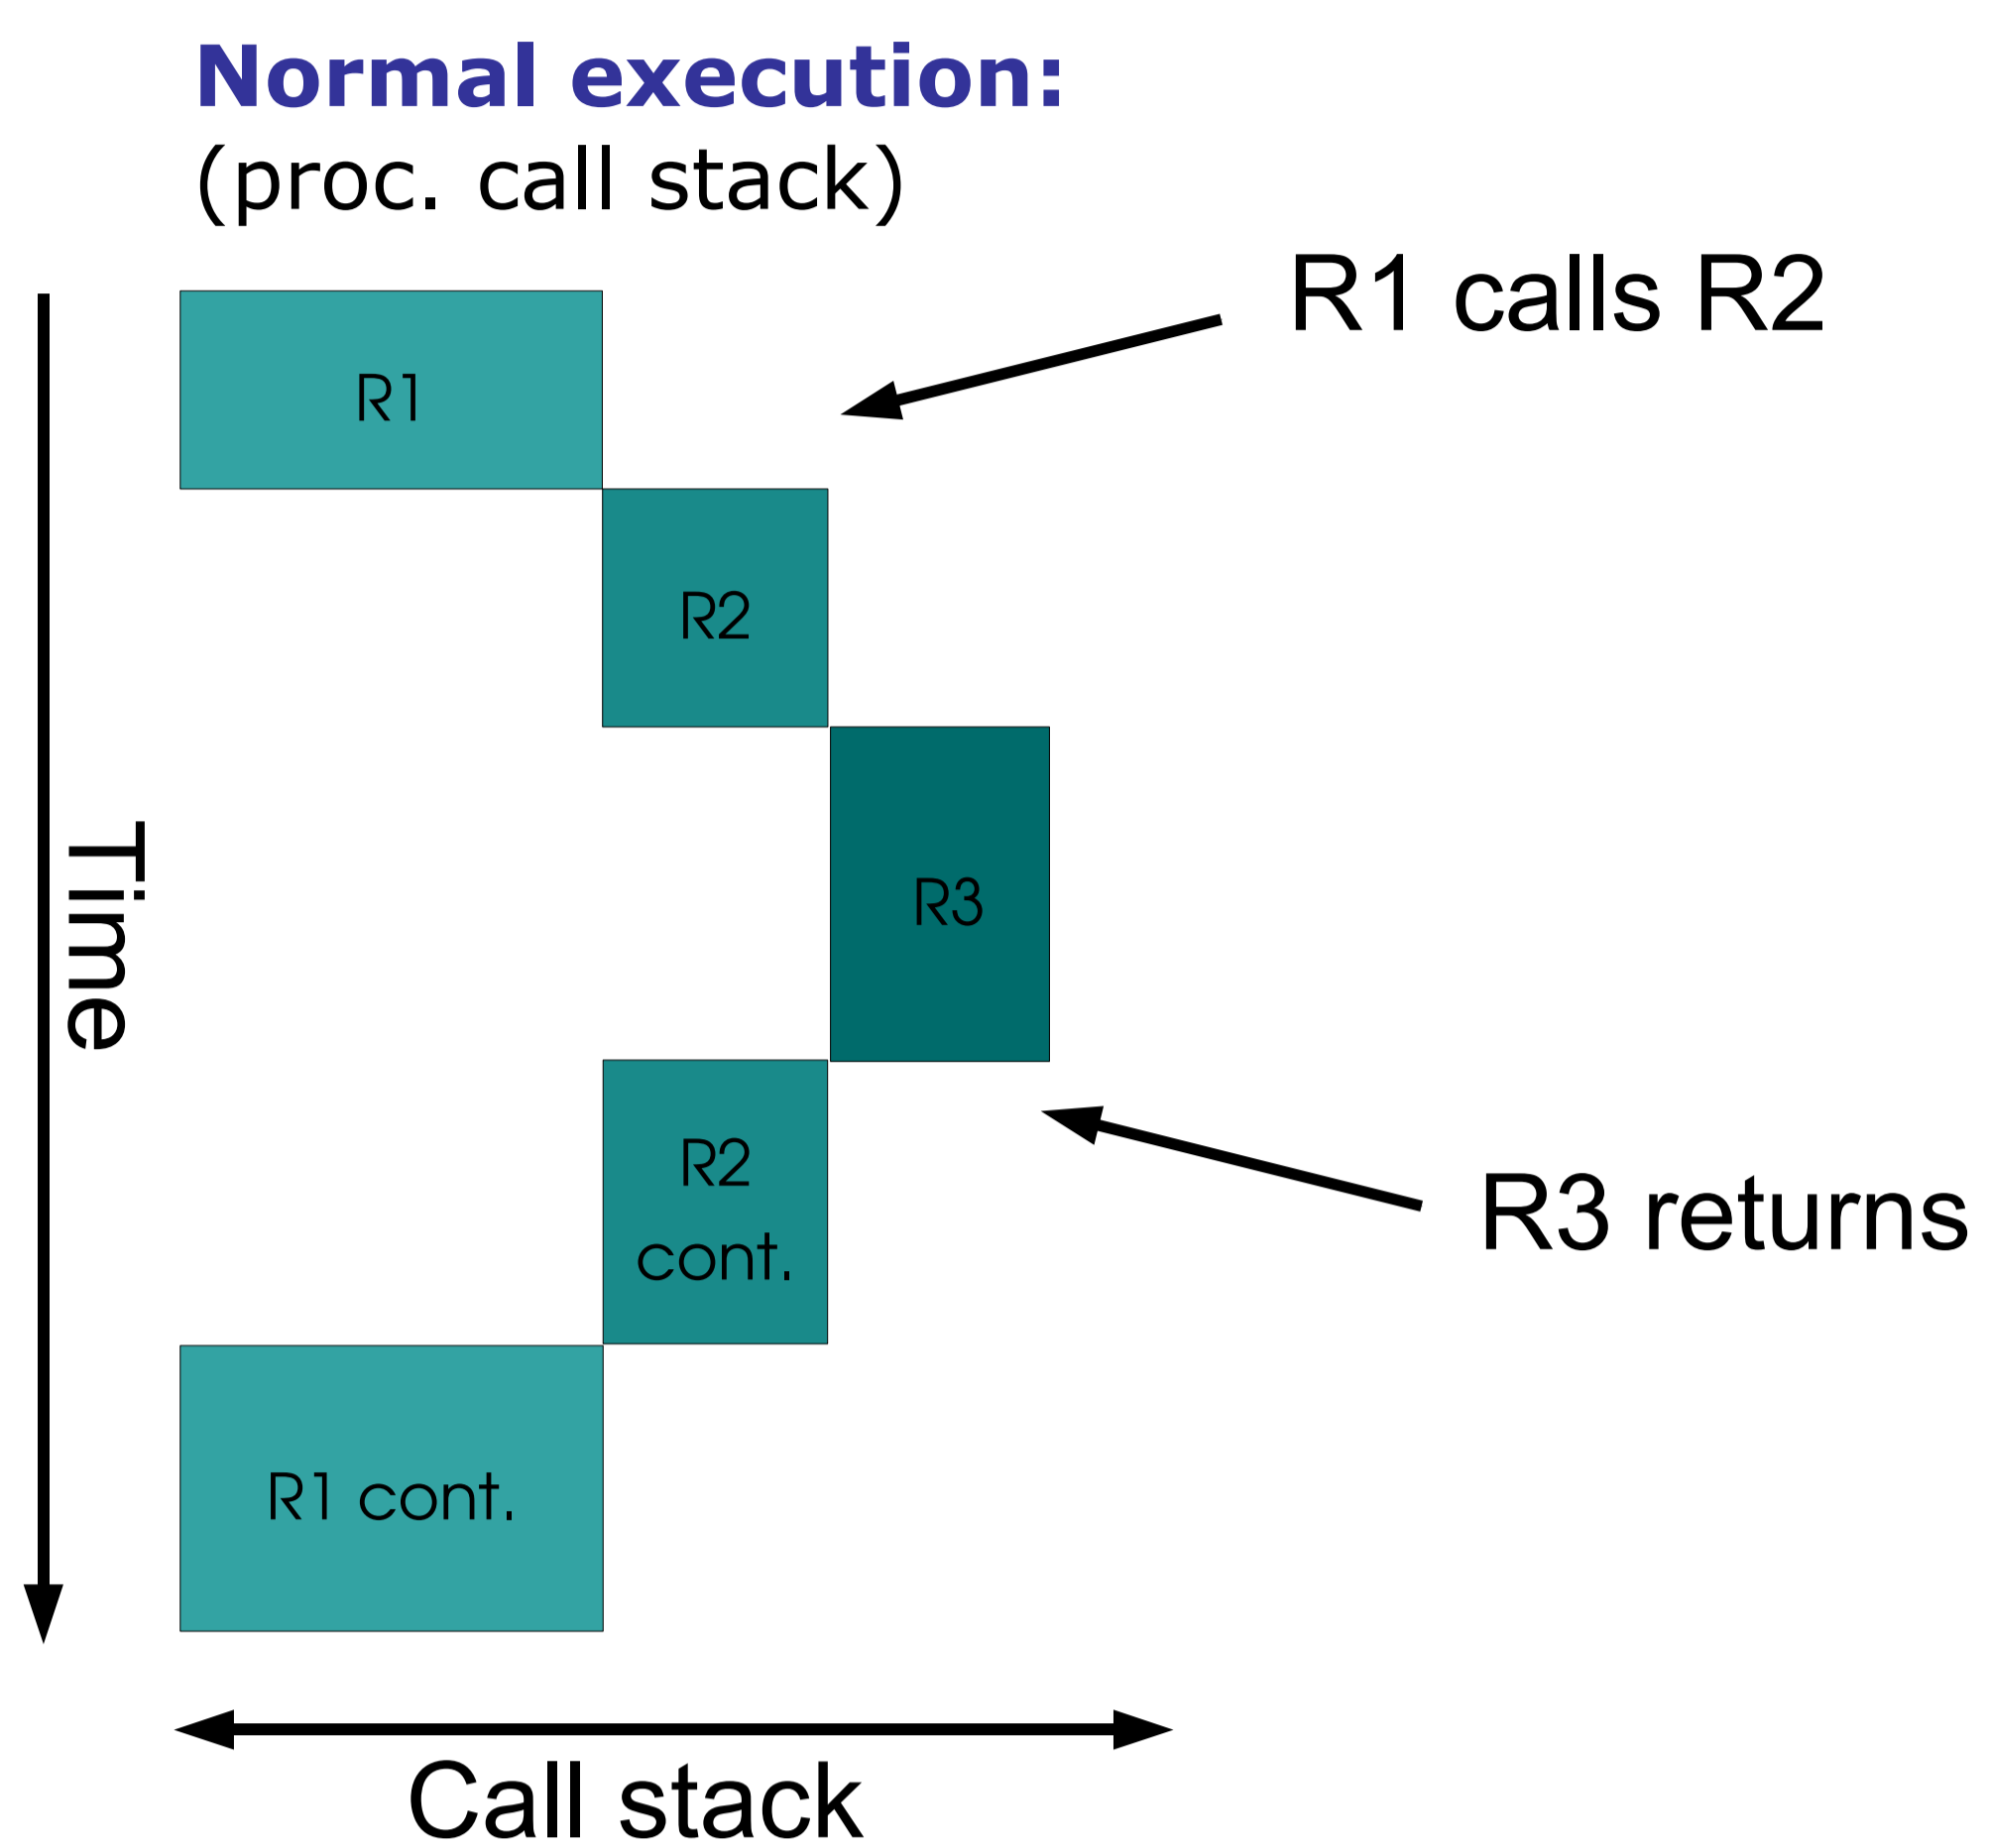 Normal execution:
(proc. call stack)
R1 calls R2
R1
R2
R3
Time
R2
cont.
R3 returns
R1 cont.
Call stack